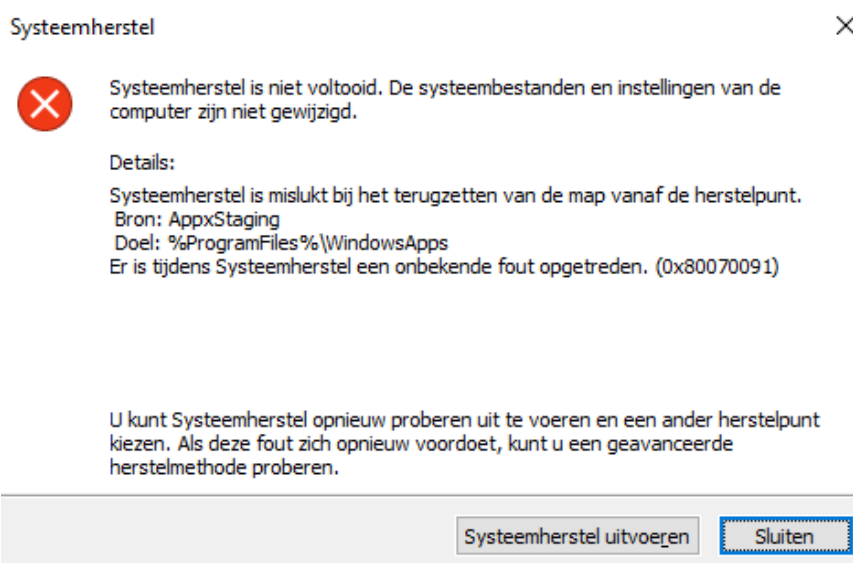 Systeemherstel
Systeemherstel is niet voltooid. De systeembestanden en instellingen van de
computer zijn niet gewijzigd.
Details:
Systeemherstel is mislukt bij het terugzetten van de map vanaf de herstelpunt.
Bron: AppxStaging
Doel: %ProgramFiles%\WindowsApps
Er is tijdens Systeemherstel een onbekende fout opgetreden. (0x80070091)
U kunt Systeemherstel opnieuw proberen uit te voeren en een ander herstelpunt
kiezen. Als deze fout zich opnieuw voordoet, kunt u een geavanceerde
herstelmethode proberen.
Systeemherstel uitvoeren
Sluiten